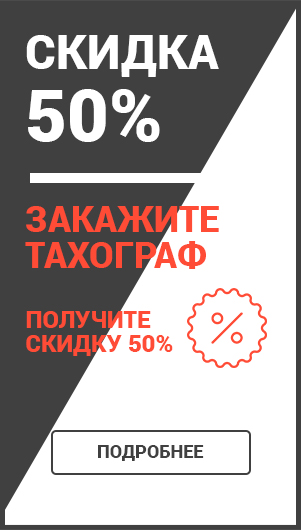 СКИДКА
50%
ЗАКАЖИТЕ
ТАХОГРАФ
ПОЛУЧИТЕ
СКИДКУ 50%
%
ПОДРОБНЕЕ